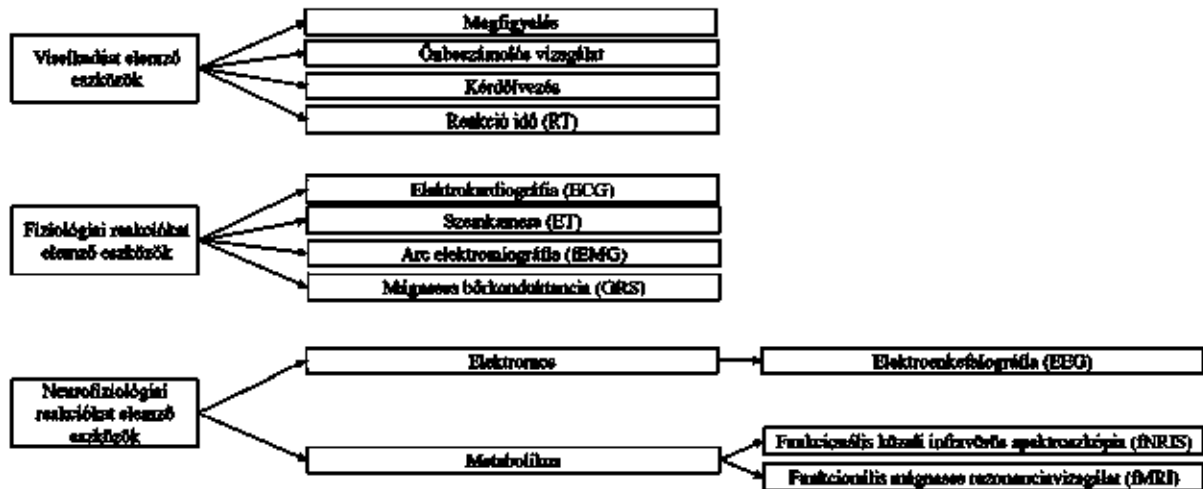 Viselkedést elemző
eszközök
Megfigyelés
Önbeszámolós vizsgálat
Kérdőívezés
Reakció idő (RT)
Fiziológiai reakciókat
elemző eszközök
Elektrokardiográfia (ECG)
Szemkamera (ET)
Arc elektromiográfia (fEMG)
Mágneses bőrkonduktancia (GRS)
Neurofiziológiai
reakciókat elemző
eszközök
Elektromos
Elektroenkefalográfia (EEG)
Metabolikus
Funkcionális közeli infravörös spektroszkópia (fNRIS)
Funkcionális mágneses rezonanciavizsgálat (fMRI)